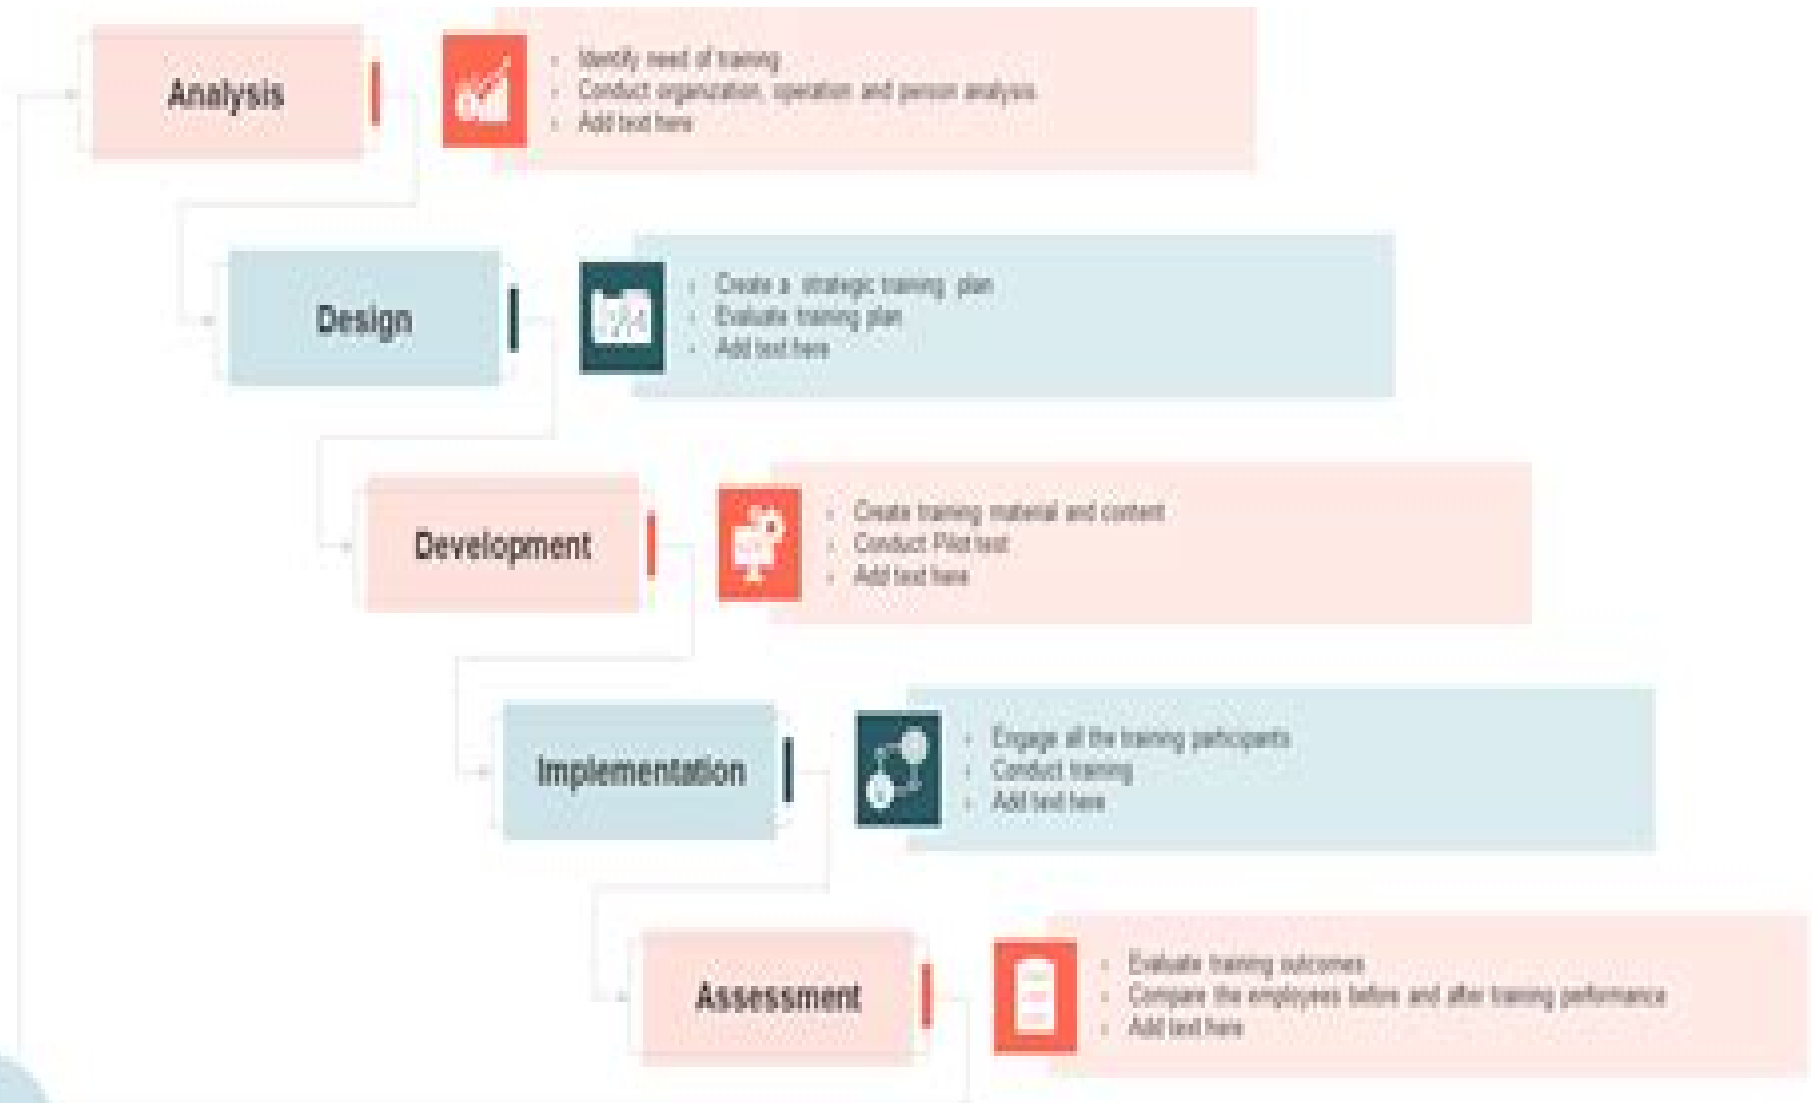 Analysis
Identify need of training
Conduct organization, operation and person analysis
Add text here
Design
Create a strategic training plan
Evaluate training plan
Add text here
Development
Create training material and content
Conduct Pilot test
Add text here
Implementation
Engage all the training participants
Conduct training
Add text here
Assessment
Evaluate training outcomes
Compare the employees before and after training performance
Add text here